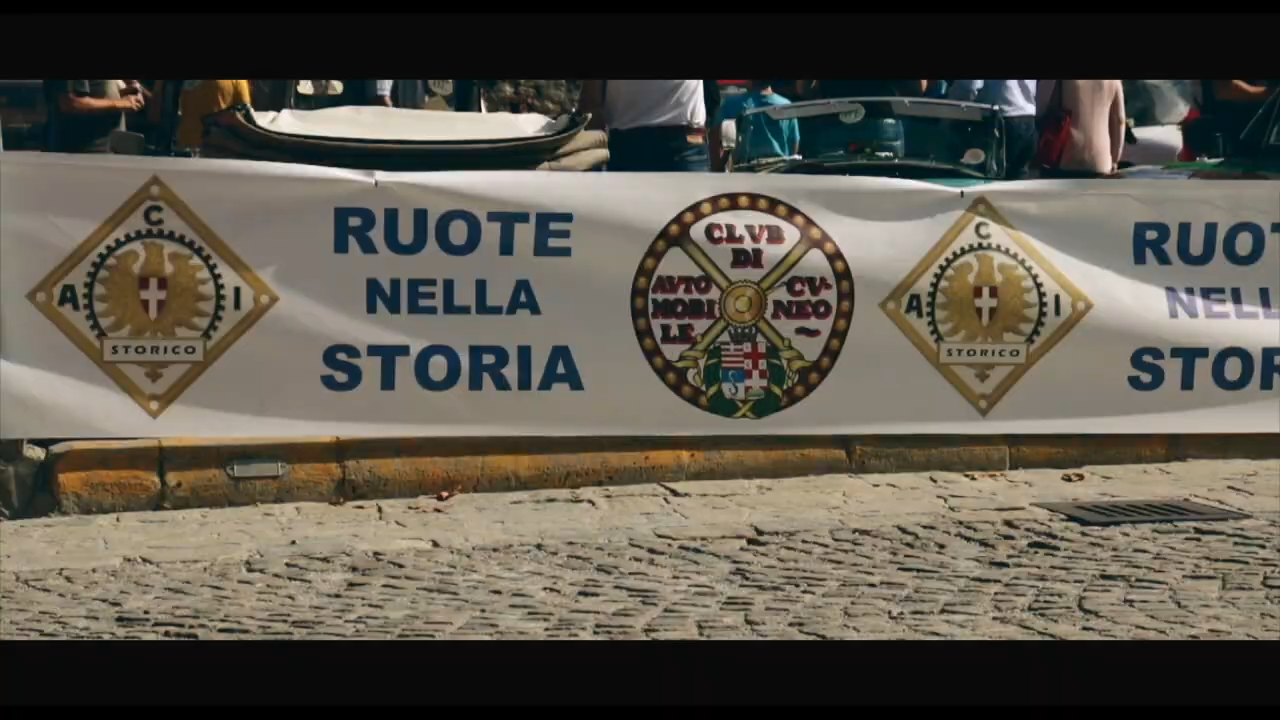 C
A I
STORICO
RUOTE
NELLA
STORIA
CLVB
DI
AVTO
MOBI
LE
CV-
NEO
C
A I
STORICO
RUOT
NELL
STOR